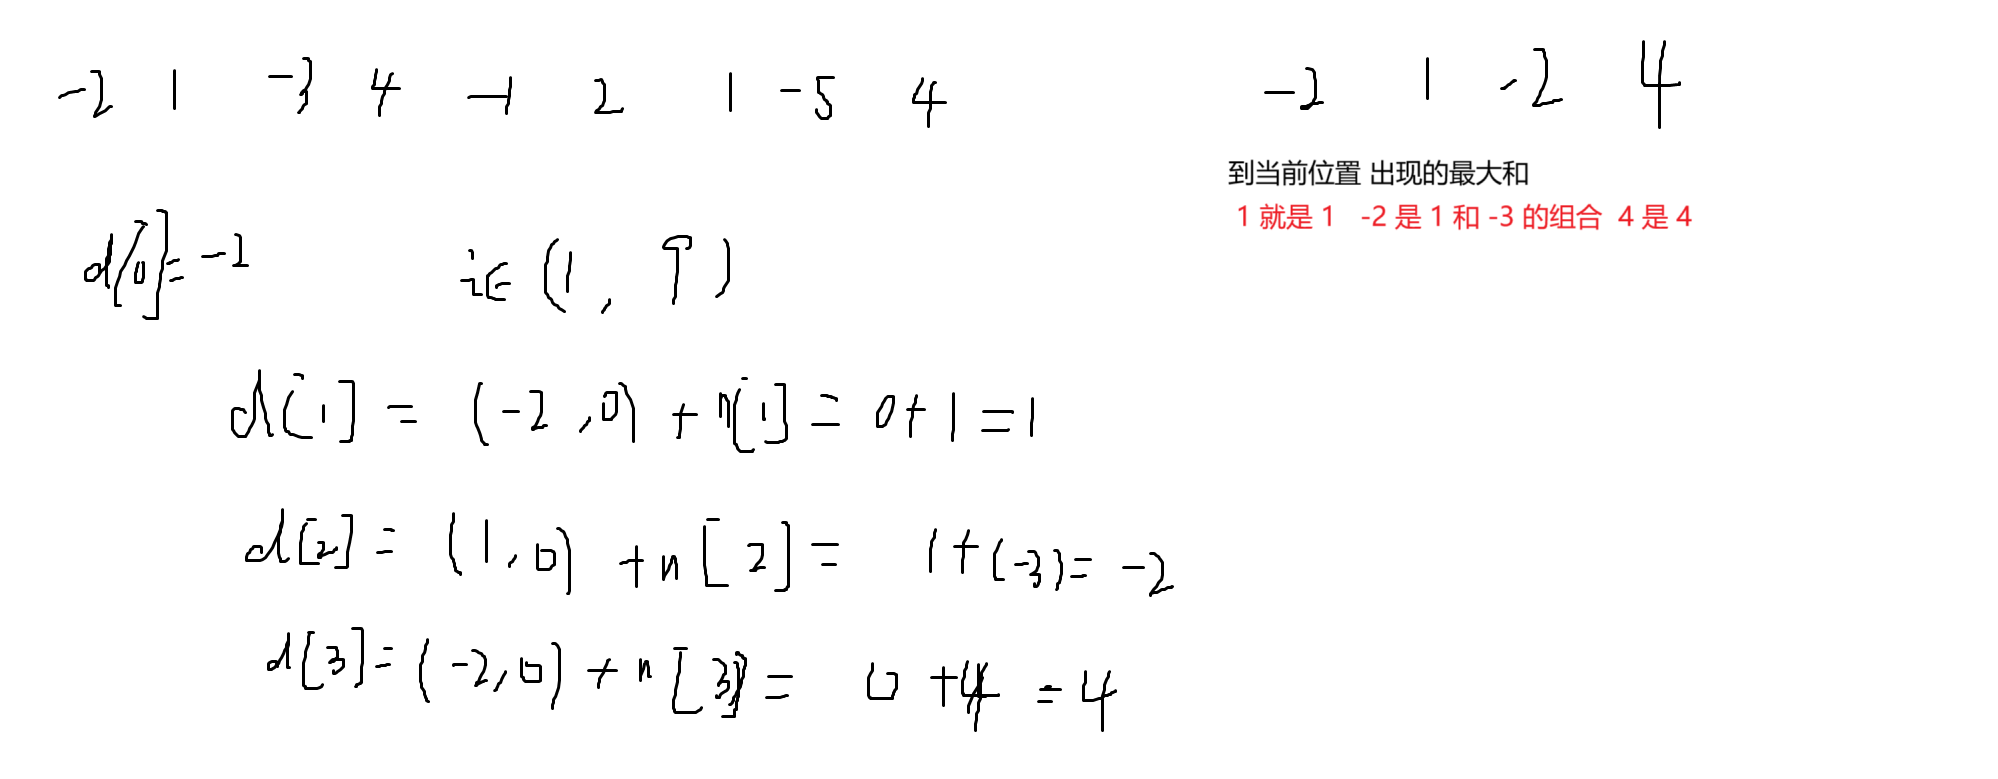 -2 1 -3 4 -1 2 1 -5 4
-2 1 -2 4
到当前位置 出现的最大和
1 就是 1 -2 是 1 和 -3 的组合 4 是 4
d[0]= -2 i∈ (1, 9)
d[1] = (-2,0) + n[1] = 0+1=1
d[2] = (1,0) +n[2] = 1+(-3)= -2
d[3]= (-2,0) + n[3] = 0+4 =4